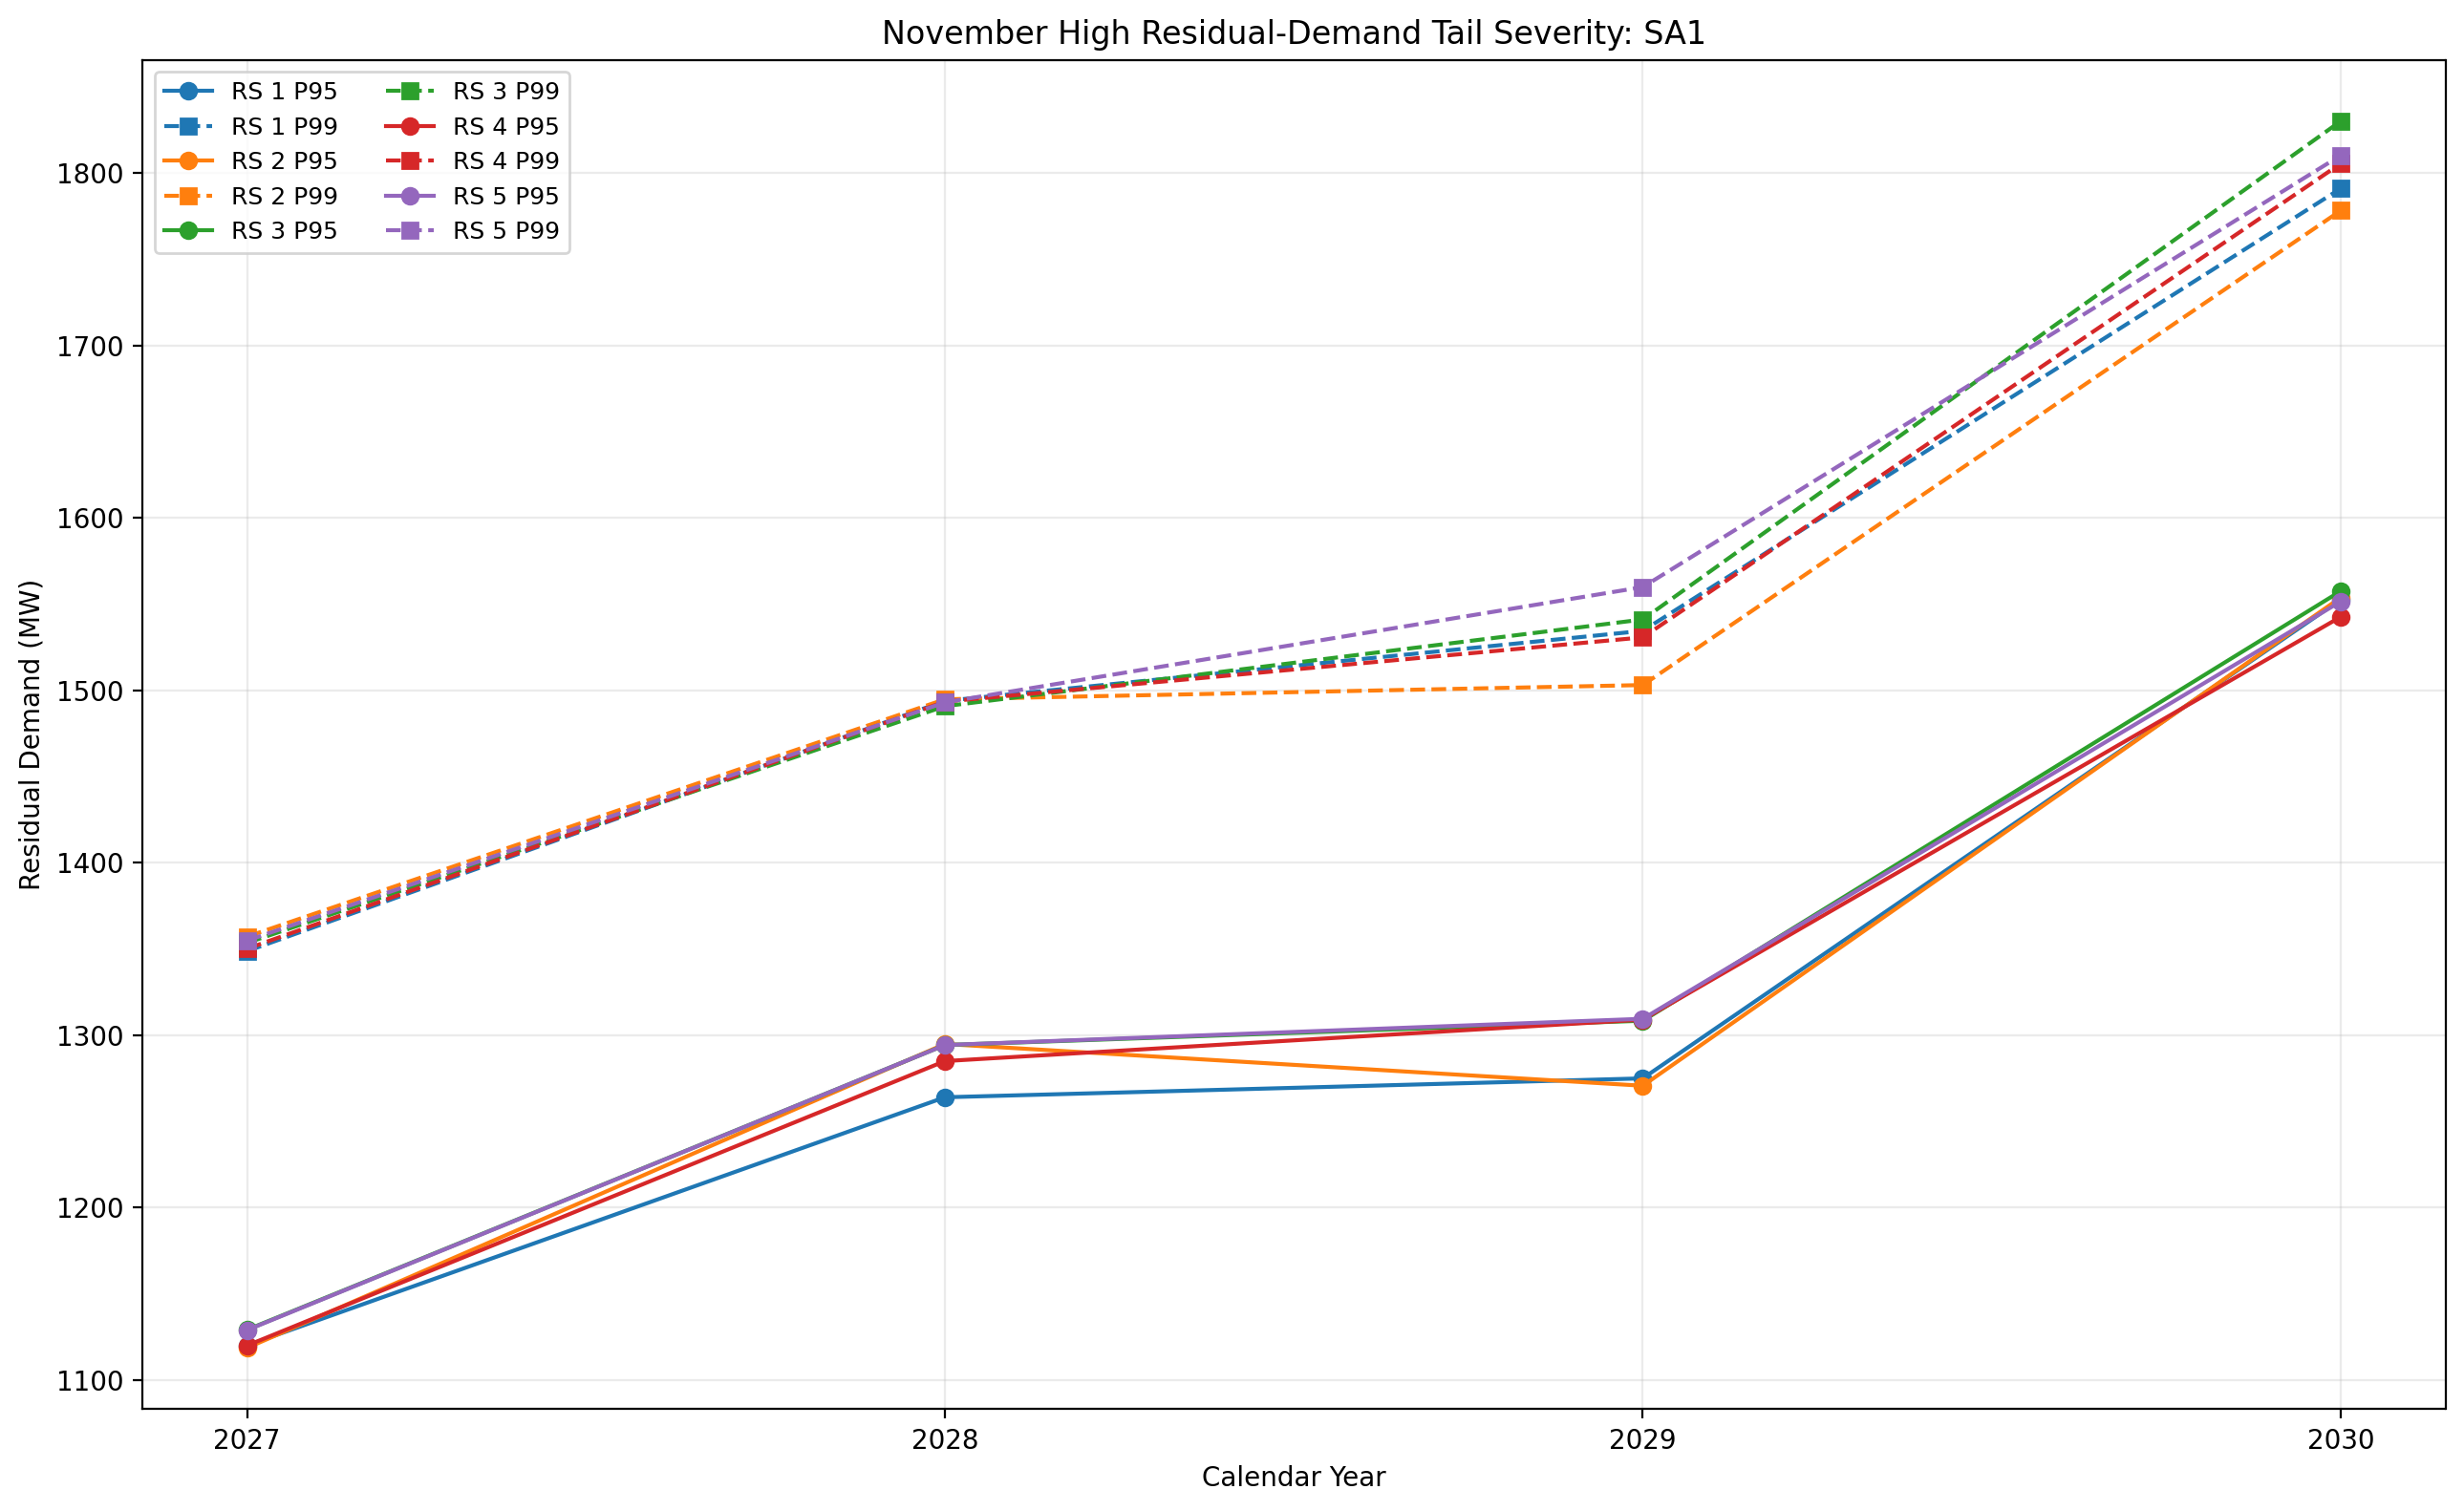 November High Residual-Demand Tail Severity: SA1
RS 1 P95
RS 1 P99
RS 2 P95
RS 2 P99
RS 3 P95
RS 3 P99
RS 4 P95
RS 4 P99
RS 5 P95
RS 5 P99
Residual Demand (MW)
1800
1700
1600
1500
1400
1300
1200
1100
2027
2028
2029
2030
Calendar Year